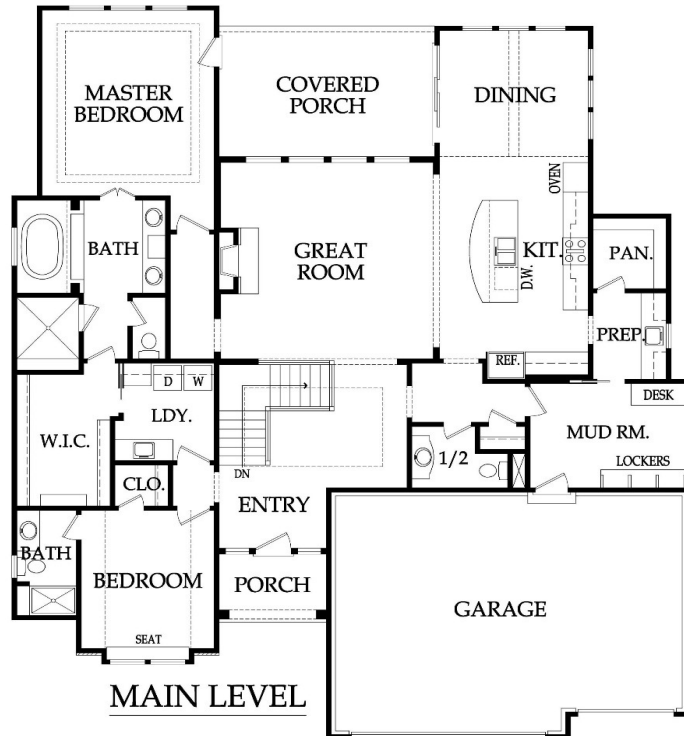 MASTER
BEDROOM
COVERED
PORCH
DINING
OVEN
BATH
GREAT
ROOM
KIT.
D.W.
PAN.
PREP.
REF.
D
W
DESK
LDY.
W.I.C.
MUD RM.
1/2
LOCKERS
DN
CLO.
ENTRY
BATH
BEDROOM
PORCH
GARAGE
SEAT
MAIN LEVEL